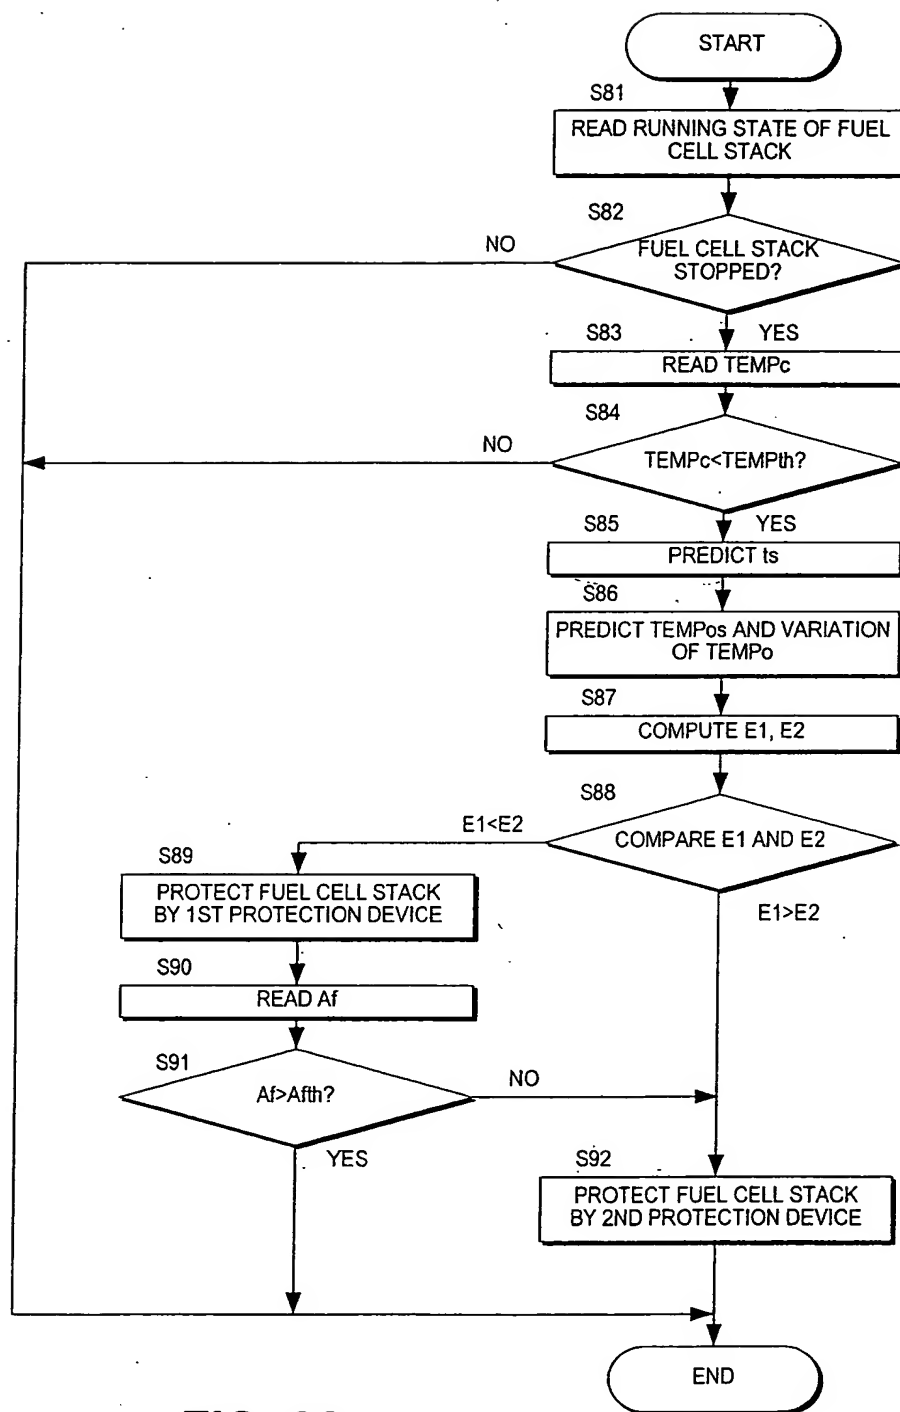 START
S81
READ RUNNING STATE OF FUEL
CELL STACK
S82
NO
FUEL CELL STACK
STOPPED?
S83
YES
READ TEMPc
S84
NO
TEMPc<TEMPth?
S85
YES
PREDICT ts
S86
PREDICT TEMPos AND VARIATION
OF TEMPo
S87
COMPUTE E1, E2
S88
E1<E2
COMPARE E1 AND E2
S89
PROTECT FUEL CELL STACK
BY 1ST PROTECTION DEVICE
E1>E2
S90
READ Af
S91
Af>Afth?
NO
YES
S92
PROTECT FUEL CELL STACK
BY 2ND PROTECTION DEVICE
END